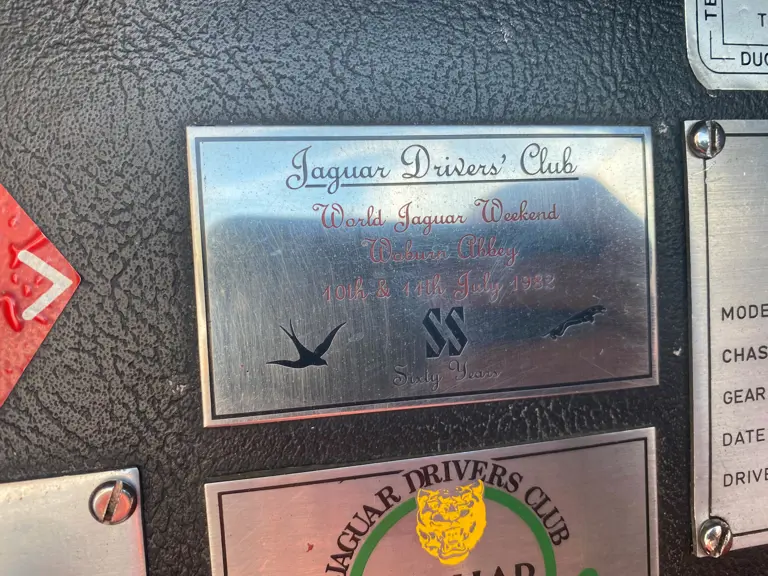 TE
T
DUC
Jaguar Drivers' Club
World Jaguar Weekend
Woburn Abbey
10th & 11th July 1982
SS
Sixty Years
MODE
CHAS
GEAR
DATE
DRIVE
JAGUAR DRIVERS CLUB